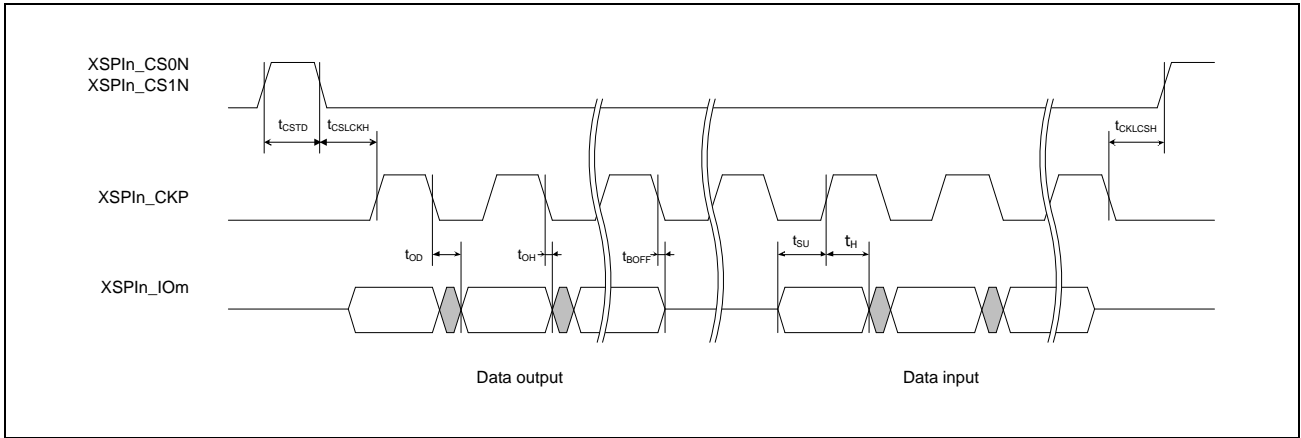 XSPIn_CS0N
XSPIn_CS1N
tCSTD
tCSLCKH
tCKLCSH
XSPIn_CKP
tOD
tOH
tBOFF
tSU
tH
XSPIn_IOm
Data output
Data input